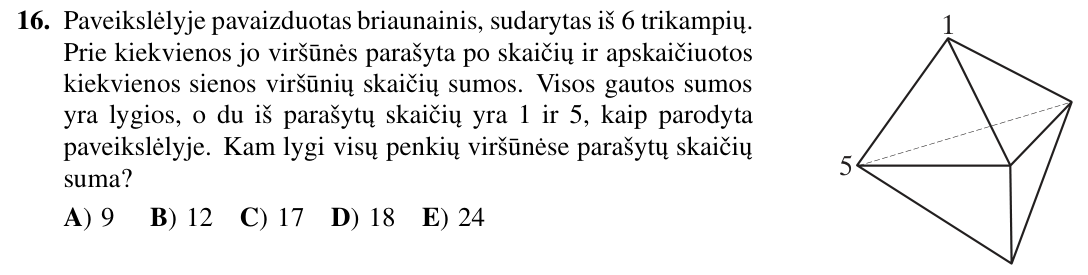 16. Paveikslėlyje pavaizduotas briaunainis, sudarytas iš 6 trikampių.
Prie kiekvienos jo viršūnės parašyta po skaičių ir apskaičiuotos
kiekvienos sienos viršūnių skaičių sumos. Visos gautos sumos
yra lygios, o du iš parašytų skaičių yra 1 ir 5, kaip parodyta
paveikslėlyje. Kam lygi visų penkių viršūnėse parašytų skaičių
suma?
A) 9 B) 12 C) 17 D) 18 E) 24
1
5